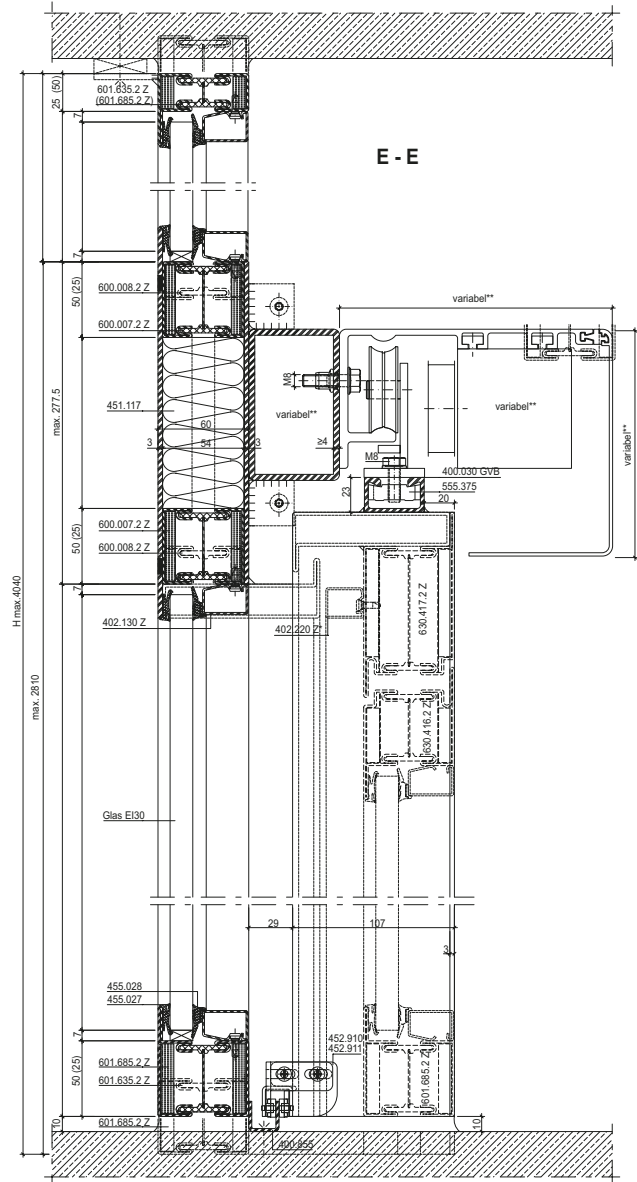 601.635.2 Z
(601.685.2 Z)
25 (50)
7
E - E
7
600.008.2 Z
50 (25)
variabel**
600.007.2 Z
M8
451.117
60
variabel**
variabel**
variabel**
max. 277.5
3
54
3
≥4
M8
400.030 GVB
555.375
23
20
600.007.2 Z
50 (25)
600.008.2 Z
7
402.130 Z
402.220 Z*
630.417.2 Z
H max.4040
max. 2810
630.416.2 Z
Glas EI30
29
107
3
455.028
455.027
7
452.910
452.911
601.685.2 Z
50 (25)
601.635.2 Z
601.685.2 Z
601.685.2 Z
10
400.855
10